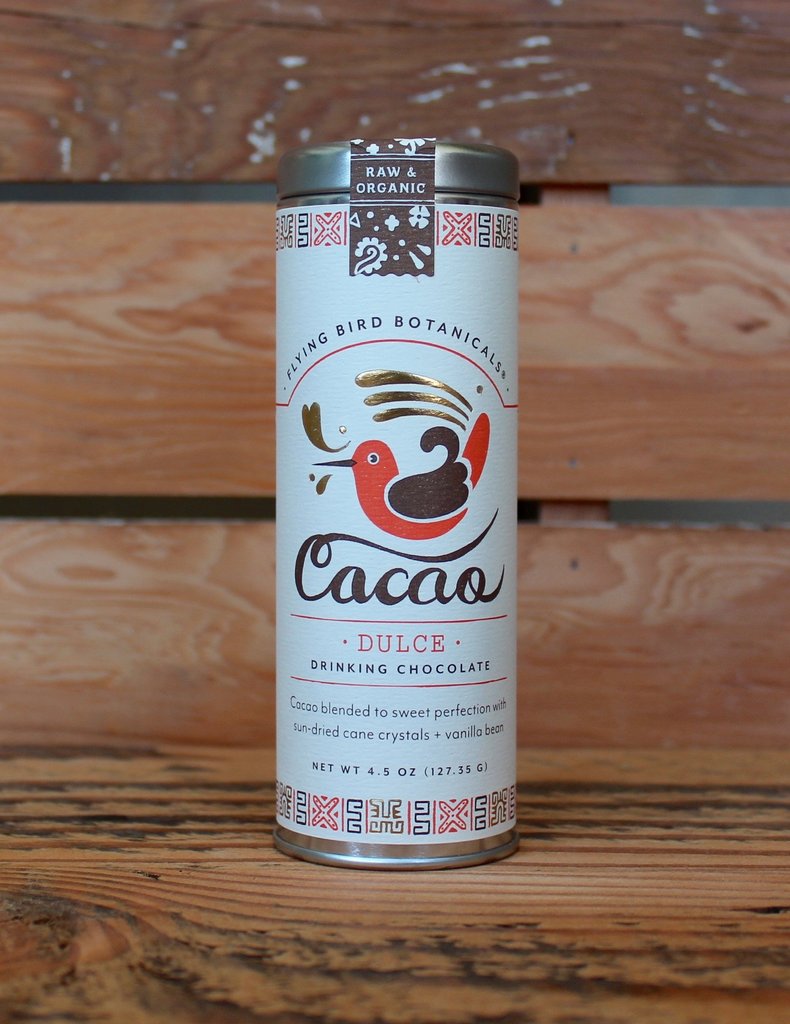 RAW &
ORGANIC
· FLYING BIRD BOTANICALS® ·
Cacao
· DULCE ·
DRINKING CHOCOLATE
Cacao blended to sweet perfection with
sun-dried cane crystals + vanilla bean
NET WT 4.5 OZ (127.35 G)